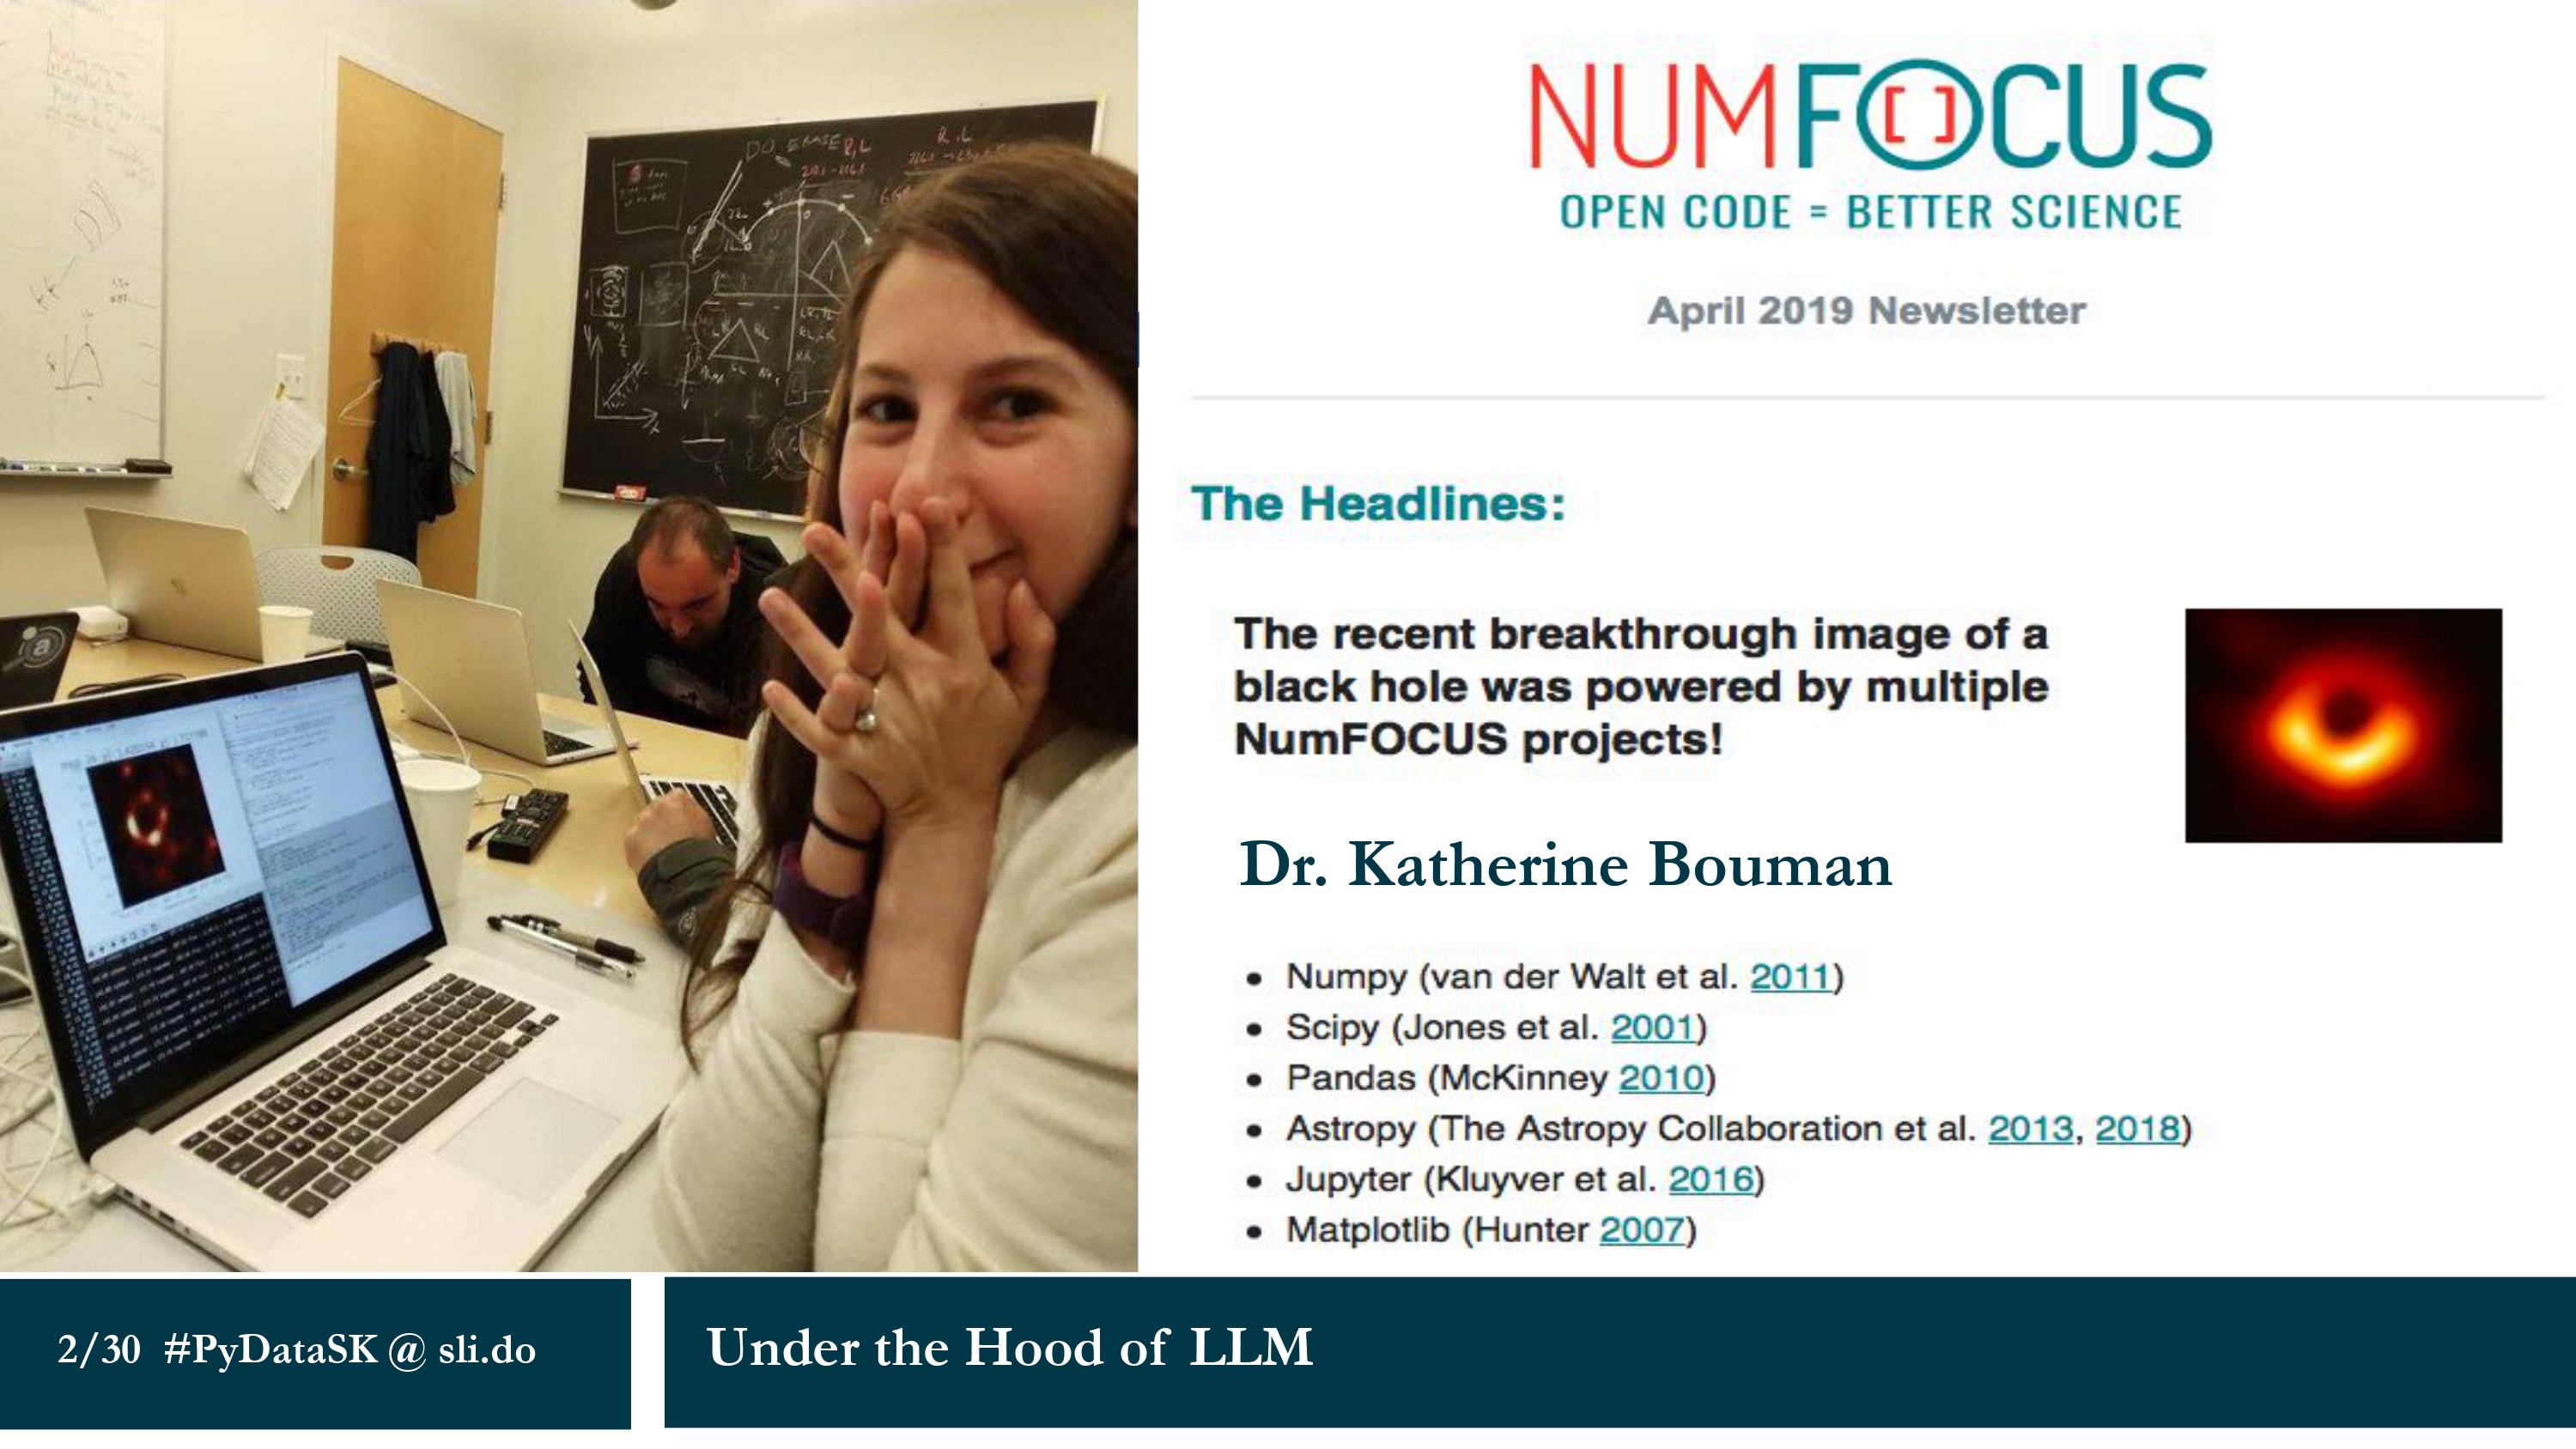 DO ERASE
NUMFOCUS
OPEN CODE = BETTER SCIENCE
April 2019 Newsletter
The Headlines:
The recent breakthrough image of a
black hole was powered by multiple
NumFOCUS projects!
Dr. Katherine Bouman
• Numpy (van der Walt et al. 2011)
• Scipy (Jones et al. 2001)
• Pandas (McKinney 2010)
• Astropy (The Astropy Collaboration et al. 2013, 2018)
• Jupyter (Kluyver et al. 2016)
• Matplotlib (Hunter 2007)
2/30 #PyDataSK @ sli.do
Under the Hood of LLM